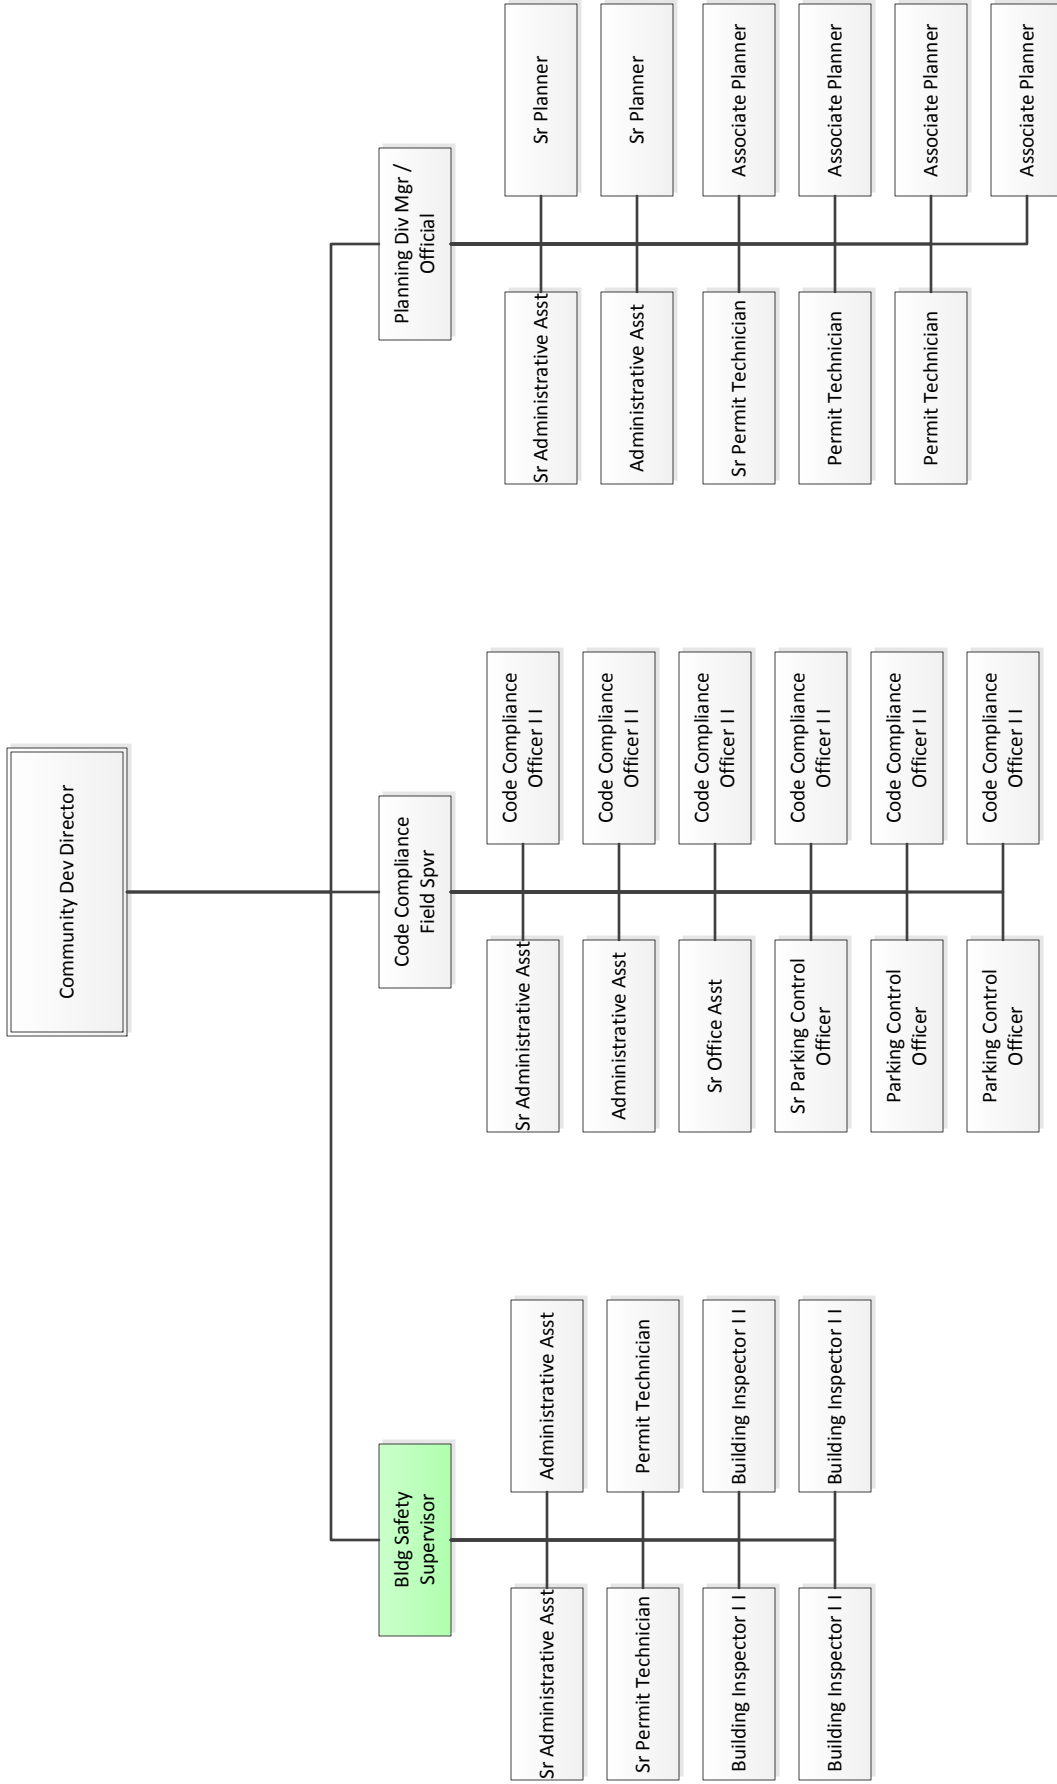 Community Dev Director
Bldg Safety
Supervisor
Code Compliance
Field Spvr
Planning Div Mgr /
Official
Sr Administrative Asst
Administrative Asst
Sr Permit Technician
Permit Technician
Building Inspector I I
Building Inspector I I
Building Inspector I I
Building Inspector I I
Sr Administrative Asst
Code Compliance
Officer I I
Administrative Asst
Code Compliance
Officer I I
Sr Office Asst
Code Compliance
Officer I I
Sr Parking Control
Officer
Code Compliance
Officer I I
Parking Control
Officer
Code Compliance
Officer I I
Parking Control
Officer
Code Compliance
Officer I I
Sr Administrative Asst
Sr Planner
Administrative Asst
Sr Planner
Sr Permit Technician
Associate Planner
Permit Technician
Associate Planner
Permit Technician
Associate Planner
Associate Planner